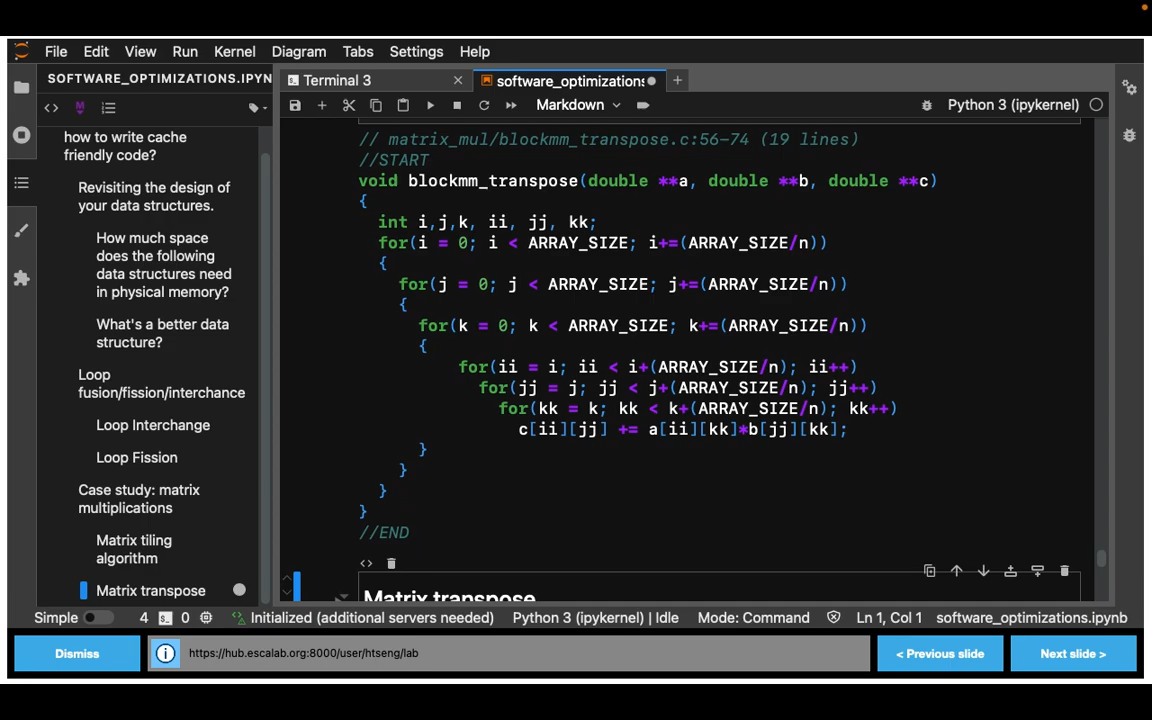 File Edit View Run Kernel Diagram Tabs Settings Help
SOFTWARE_OPTIMIZATIONS.IPYN
Terminal 3
software_optimizations
Markdown
Python 3 (ipykernel)
how to write cache
friendly code?
Revisiting the design of
your data structures.
How much space
does the following
data structures need
in physical memory?
What's a better data
structure?
Loop
fusion/fission/interchance
Loop Interchange
Loop Fission
Case study: matrix
multiplications
Matrix tiling
algorithm
Matrix transpose
// matrix_mul/blockmm_transpose.c:56-74 (19 lines)
//START
void blockmm_transpose(double **a, double **b, double **c)
{
int i,j,k, ii, jj, kk;
for(i = 0; i < ARRAY_SIZE; i+=(ARRAY_SIZE/n))
{
for(j = 0; j < ARRAY_SIZE; j+=(ARRAY_SIZE/n))
{
for(k = 0; k < ARRAY_SIZE; k+=(ARRAY_SIZE/n))
{
for(ii = i; ii < i+(ARRAY_SIZE/n); ii++)
for(jj = j; jj < j+(ARRAY_SIZE/n); jj++)
for(kk = k; kk < k+(ARRAY_SIZE/n); kk++)
c[ii][jj] += a[ii][kk]*b[jj][kk];
}
}
}
}
//END
Matrix transpose
Simple 4 0 Initialized (additional servers needed) Python 3 (ipykernel) | Idle Mode: Command Ln 1, Col 1 software_optimizations.ipynb
Dismiss https://hub.escalab.org:8000/user/htseng/lab < Previous slide Next slide >